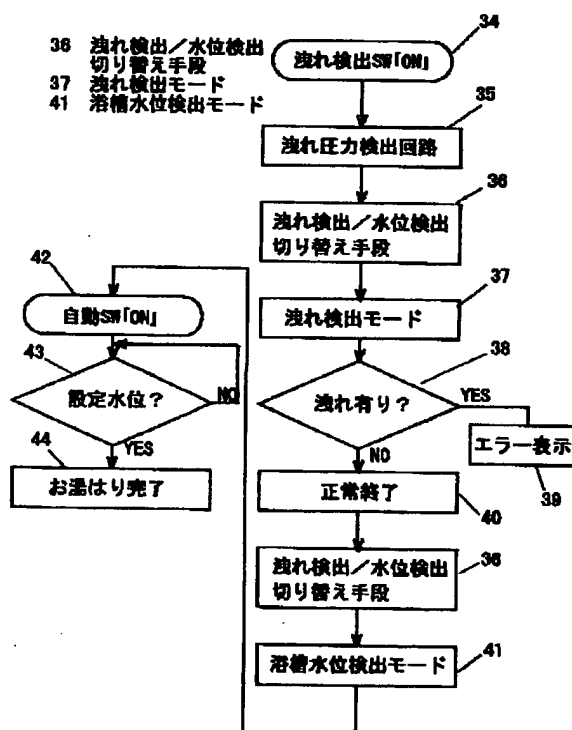 36 洩れ検出/水位検出
切り替え手段
37 洩れ検出モード
41 浴槽水位検出モード
34
洩れ検出SW「ON」
35
洩れ圧力検出回路
36
洩れ検出/水位検出
切り替え手段
37
洩れ検出モード
38
洩れ有り?
YES
エラー表示
39
NO
正常終了
40
洩れ検出/水位検出
切り替え手段
36
浴槽水位検出モード
41
42
自動SW「ON」
43
設定水位?
NO
YES
44
お湯はり完了